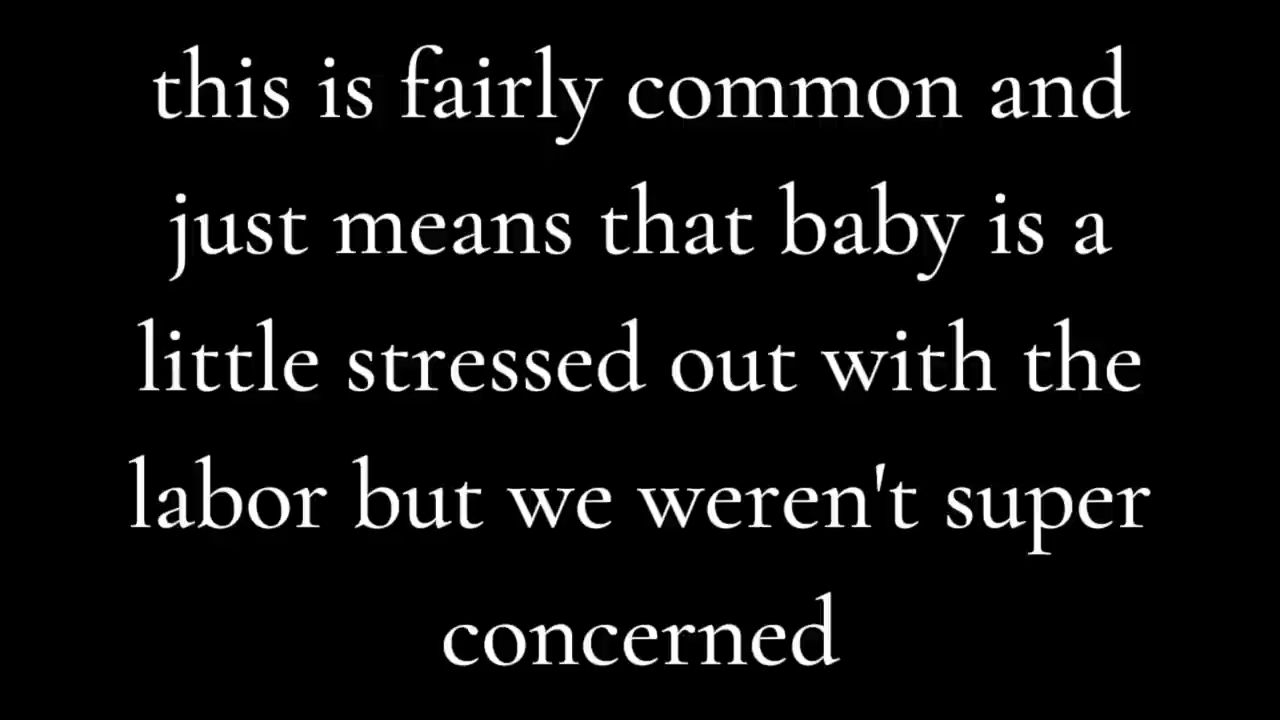 this is fairly common and
just means that baby is a
little stressed out with the
labor but we weren't super
concerned